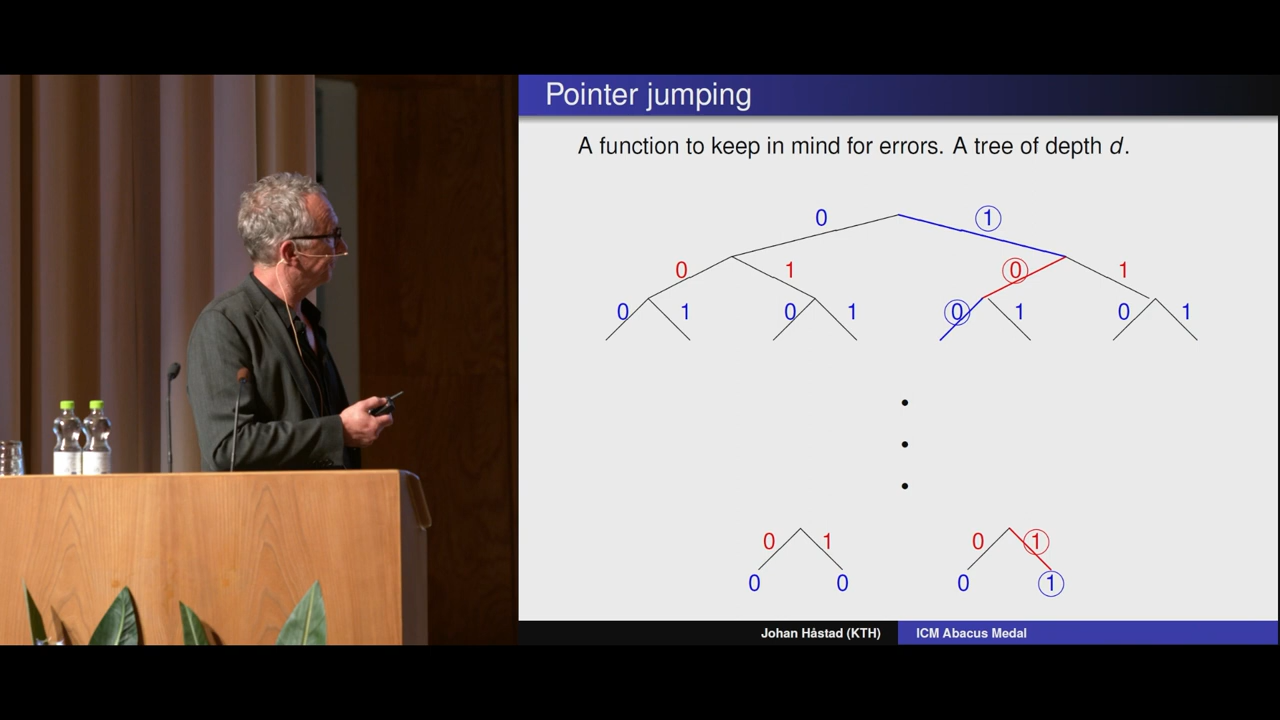 Pointer jumping
A function to keep in mind for errors. A tree of depth d.
0 1
0 1 0 1
0 1 0 1 0 1 0 1
0 1 0 1
0 0 0 1
Johan Håstad (KTH) ICM Abacus Medal